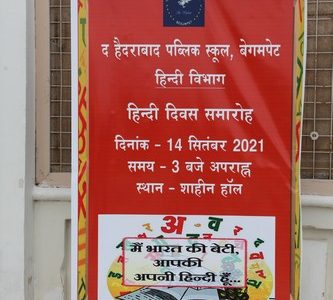 द हैदराबाद पब्लिक स्कूल, बेगमपेट
हिन्दी विभाग
हिन्दी दिवस समारोह
दिनांक - 14 सितंबर 2021
समय - 3 बजे अपराह्न
स्थान - शाहीन हॉल
अ व
मैं भारत की बेटी,
आपकी
अपनी हिन्दी हूँ...